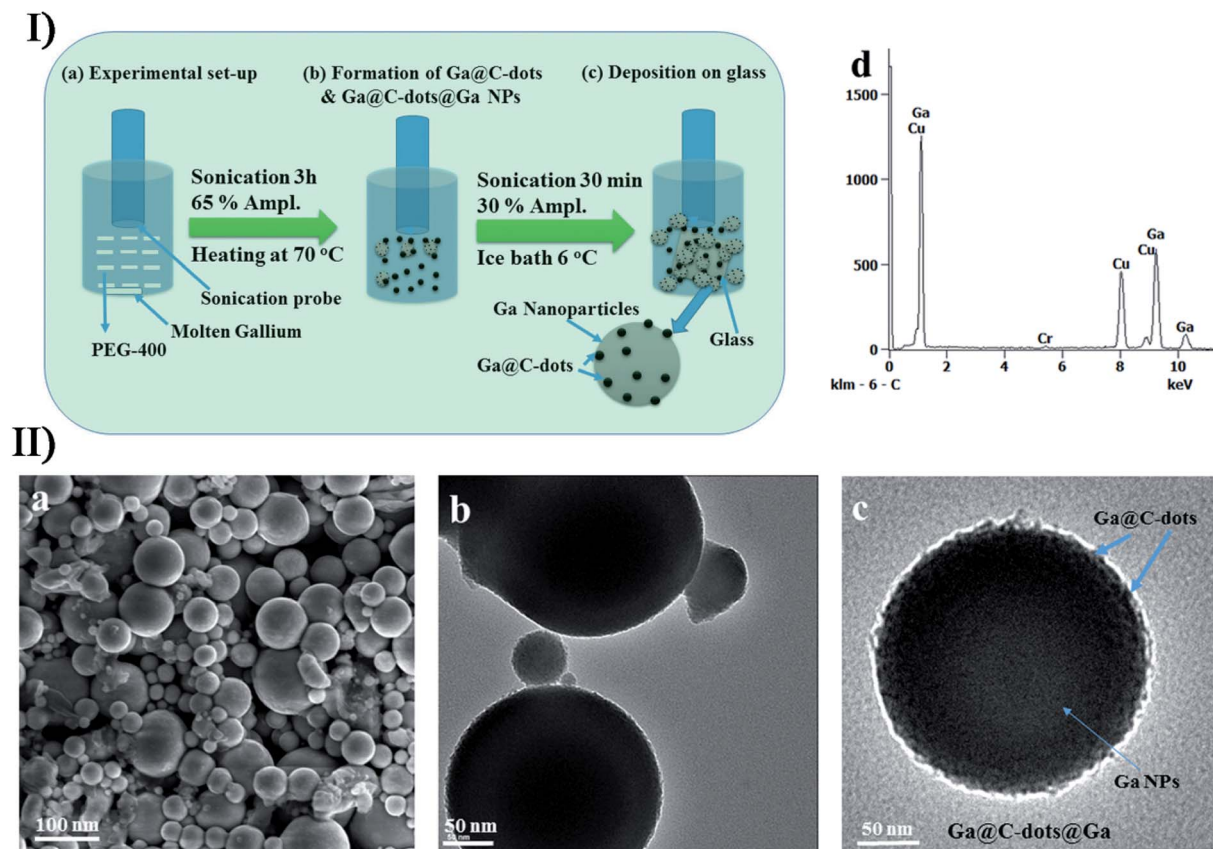 I)
(a) Experimental set-up
(b) Formation of Ga@C-dots
& Ga@C-dots@Ga NPs
(c) Deposition on glass
Sonication 3h
65 % Ampl.
Heating at 70 °C
Sonication 30 min
30 % Ampl.
Ice bath 6 °C
Sonication probe
Molten Gallium
PEG-400
Ga Nanoparticles
Ga@C-dots
Glass
d
1500
1000
500
0
Ga
Cu
Cr
Cu
Ga
Cu
Ga
0 2 4 6 8 10
klm - 6 - C
keV
II)
a
100 nm
b
50 nm
50 nm
c
Ga@C-dots
Ga NPs
50 nm
Ga@C-dots@Ga